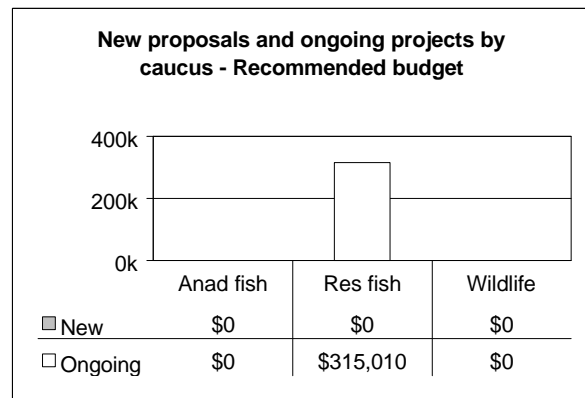 New proposals and ongoing projects by
caucus - Recommended budget
400k
200k
0k
Anad fish Res fish Wildlife
New $0 $0 $0
Ongoing $0 $315,010 $0